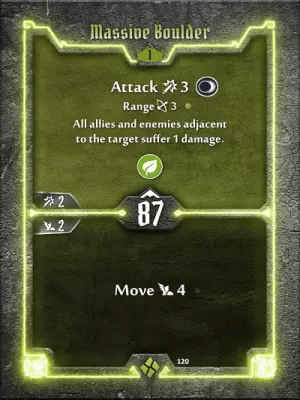 Massive Boulder
1
Attack 3
Range 3
All allies and enemies adjacent
to the target suffer 1 damage.
2
87
2
Move 4
120